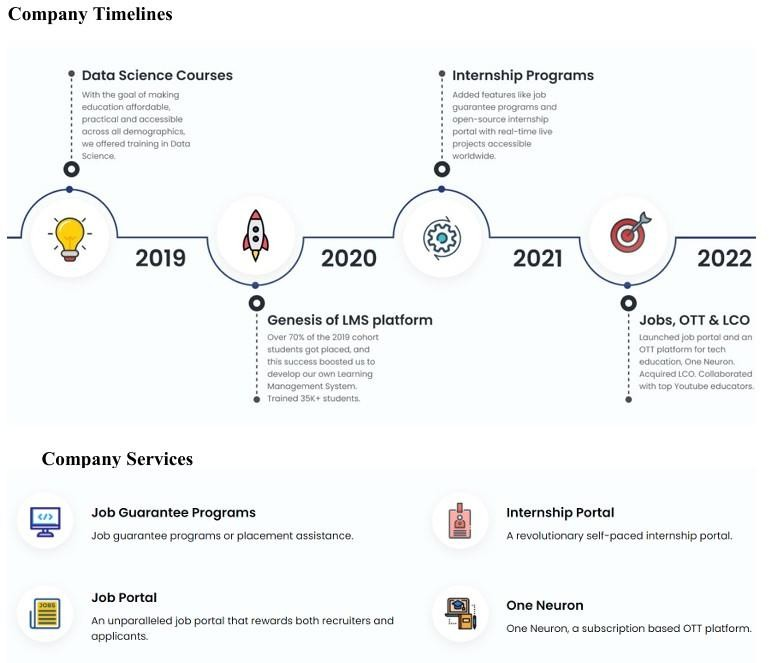 Company Timelines
Data Science Courses
With the goal of making
education affordable,
practical and accessible
across all demographics,
we offered training in Data
Science.
Internship Programs
Added features like job
guarantee programs and
open-source internship
portal with real-time live
projects accessible
worldwide.
2019
2020
2021
2022
Genesis of LMS platform
Over 70% of the 2019 cohort
students got placed, and
this success boosted us to
develop our own Learning
Management System.
Trained 35K+ students.
Jobs, OTT & LCO
Launched job portal and an
OTT platform for tech
education, One Neuron.
Acquired LCO. Collaborated
with top Youtube educators.
Company Services
Job Guarantee Programs
Job guarantee programs or placement assistance.
Internship Portal
A revolutionary self-paced internship portal.
JOBS
Job Portal
An unparalleled job portal that rewards both recruiters and
applicants.
One Neuron
One Neuron, a subscription based OTT platform.